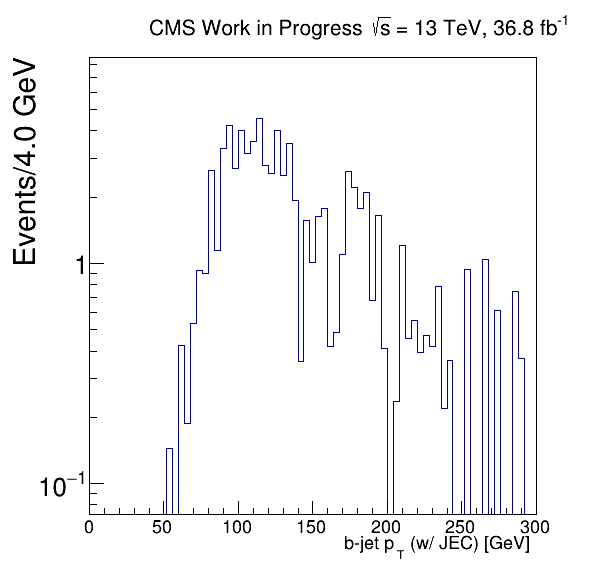 CMS Work in Progress √s = 13 TeV, 36.8 fb⁻¹
Events/4.0 GeV
1
10⁻¹
0 50 100 150 200 250 300
b-jet p_T (w/ JEC) [GeV]